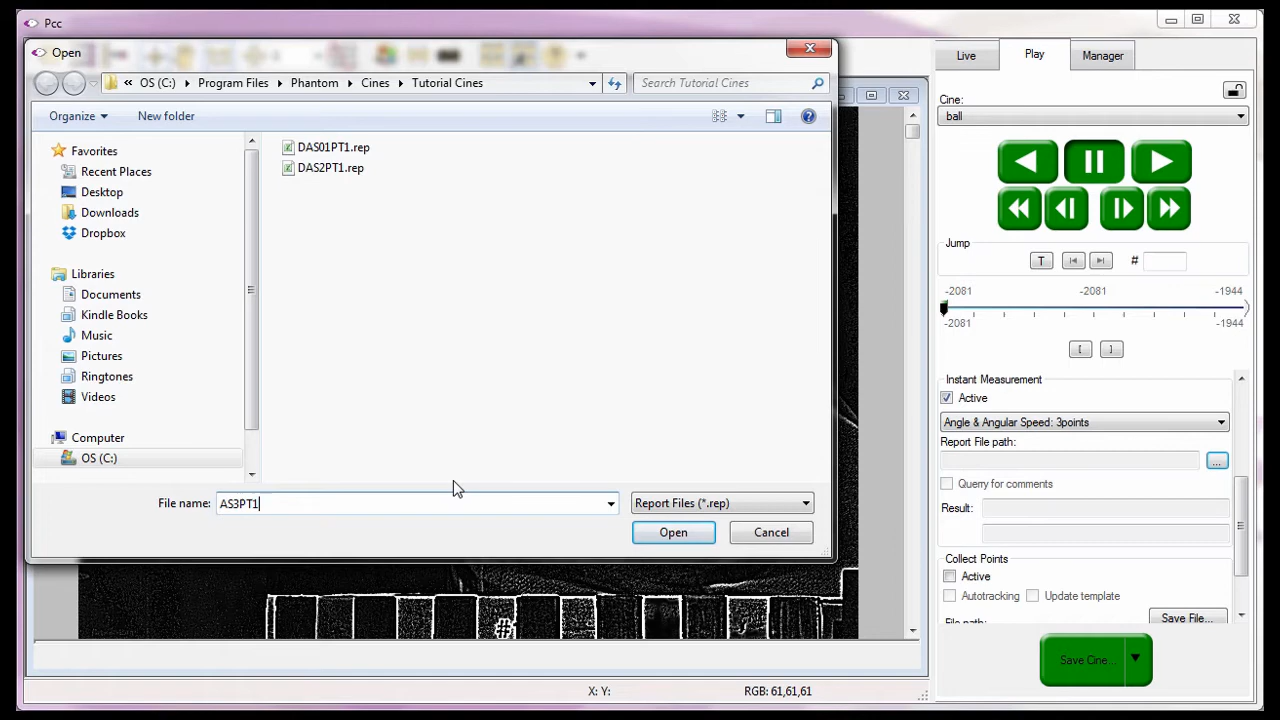 Pcc
Open
« OS (C:) Program Files Phantom Cines Tutorial Cines
Search Tutorial Cines
Organize
New folder
Favorites
Recent Places
Desktop
Downloads
Dropbox
Libraries
Documents
Kindle Books
Music
Pictures
Ringtones
Videos
Computer
OS (C:)
DAS01PT1.rep
DAS2PT1.rep
File name: AS3PT1
Report Files (*.rep)
Open
Cancel
X: Y:
RGB: 61,61,61
Live
Play
Manager
Cine:
ball
Jump
T
#
-2081 -2081 -1944
-2081 -1944
[ ]
Instant Measurement
Active
Angle & Angular Speed: 3points
Report File path:
...
Querry for comments
Result:
Collect Points
Active
Autotracking
Update template
File path:
Save File...
Save Cine...